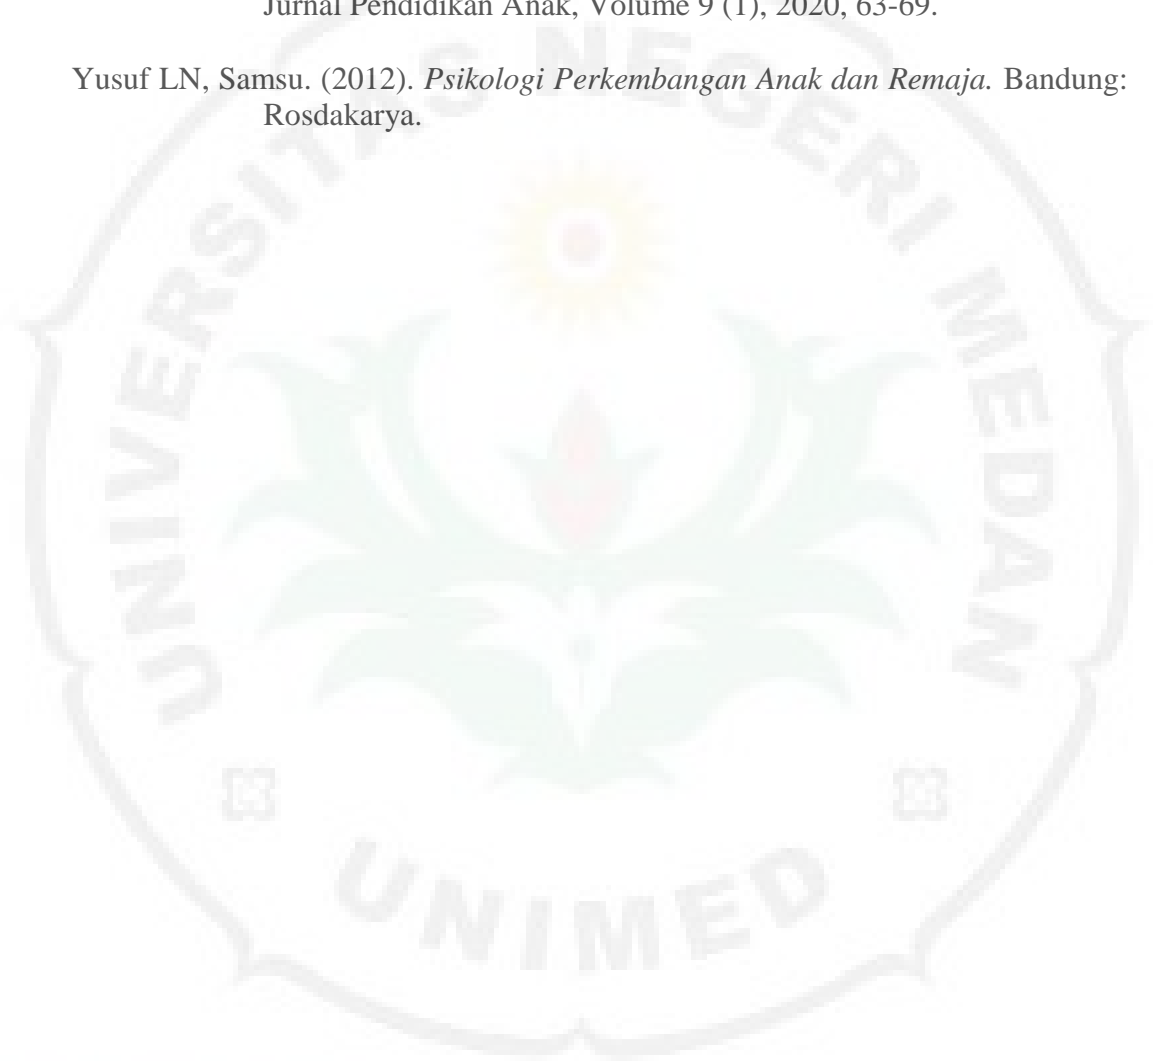 Jurnal Pendidikan Anak, Volume 9 (1), 2020, 63-69.
Yusuf LN, Samsu. (2012). Psikologi Perkembangan Anak dan Remaja. Bandung:
Rosdakarya.
UNIVERSITAS NEGERI MEDAN
UNIMED